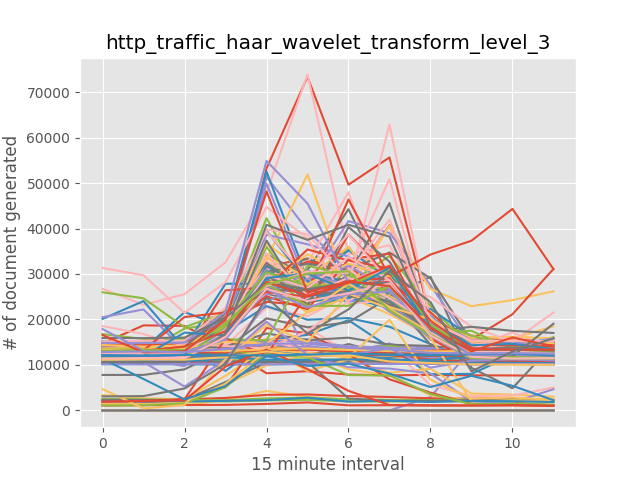 http_traffic_haar_wavelet_transform_level_3
# of document generated
70000
60000
50000
40000
30000
20000
10000
0
0 2 4 6 8 10
15 minute interval